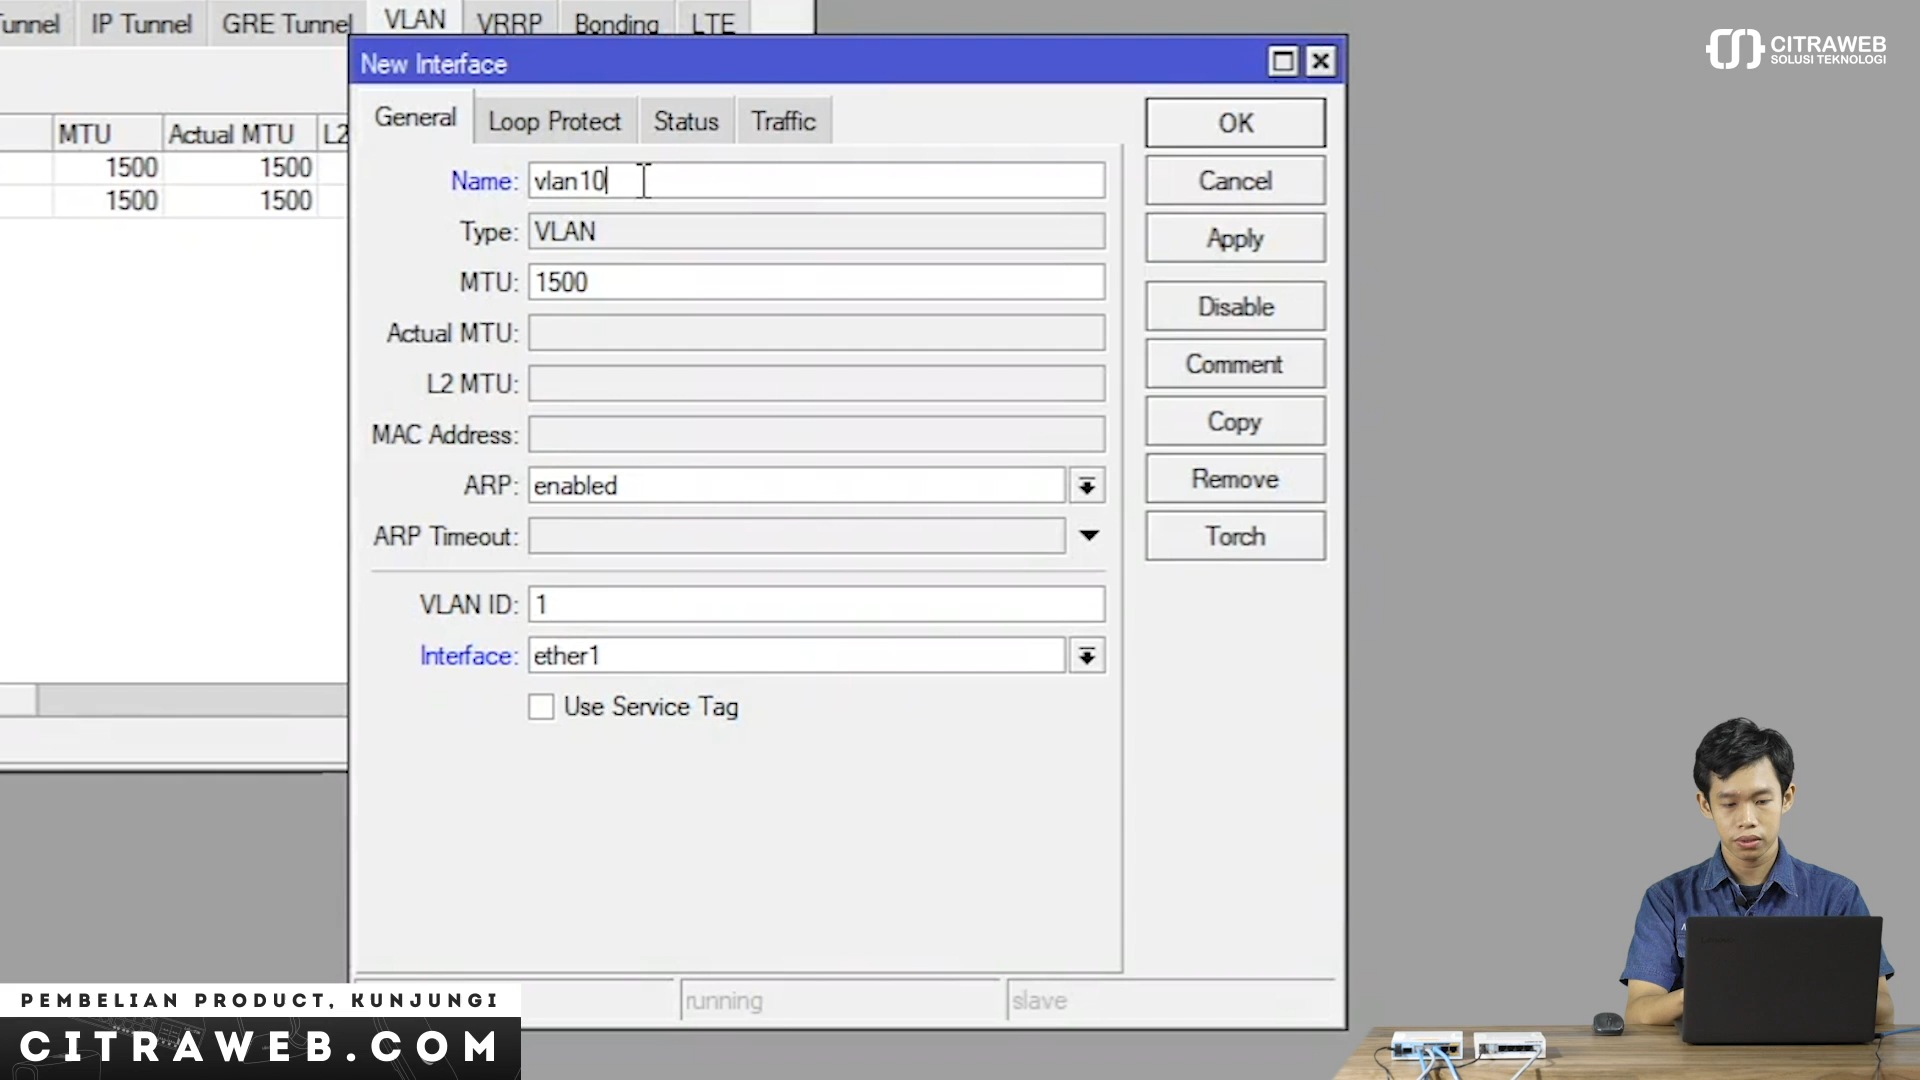 Tunnel IP Tunnel GRE Tunnel VLAN VRRP Bonding LTE
CITRAWEB
SOLUSI TEKNOLOGI
New Interface
MTU Actual MTU L2
1500 1500
1500 1500
General Loop Protect Status Traffic
Name: vlan10
Type: VLAN
MTU: 1500
Actual MTU:
L2 MTU:
MAC Address:
ARP: enabled
ARP Timeout:
VLAN ID: 1
Interface: ether1
Use Service Tag
OK
Cancel
Apply
Disable
Comment
Copy
Remove
Torch
running slave
PEMBELIAN PRODUCT, KUNJUNGI
CITRAWEB.COM